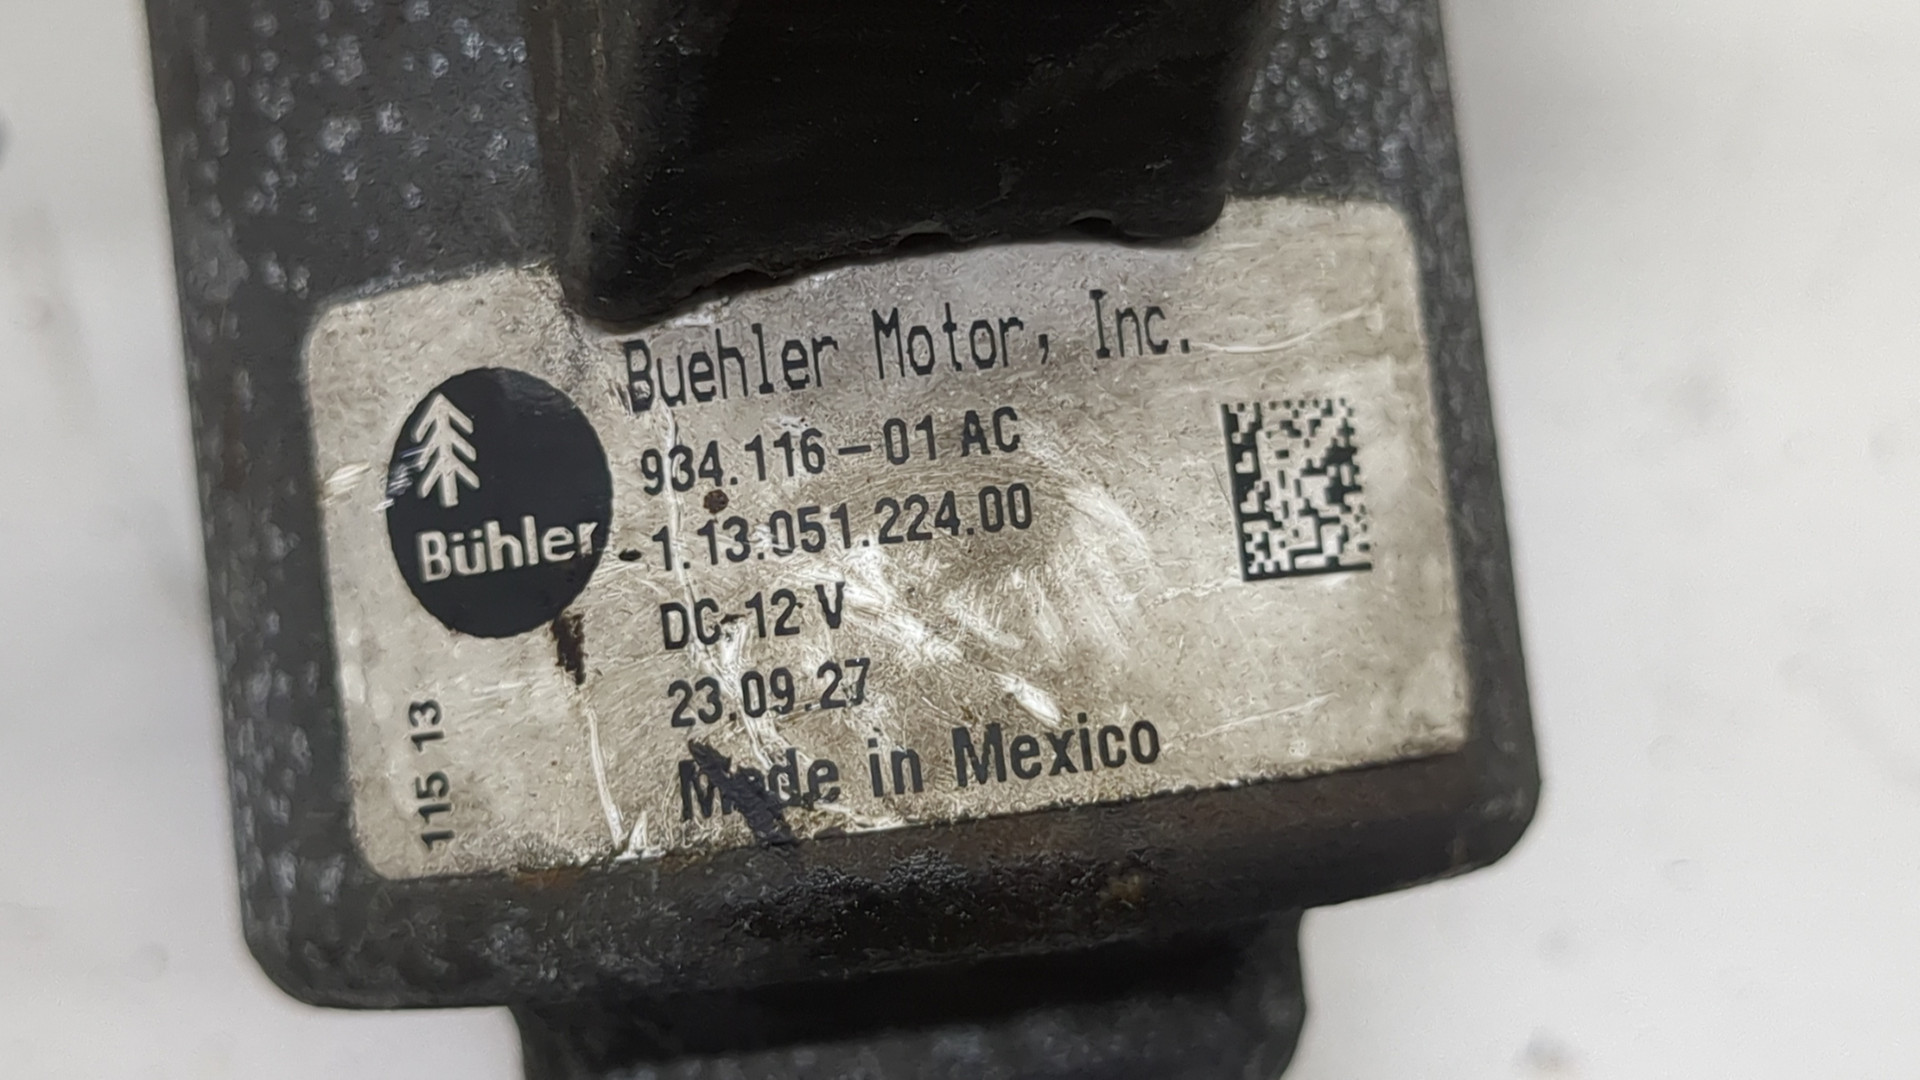 Buehler Motor, Inc.
934.116-01 AC
Bühler
-1.13.051.224.00
DC-12 V
23.09.27
Made in Mexico
115 13